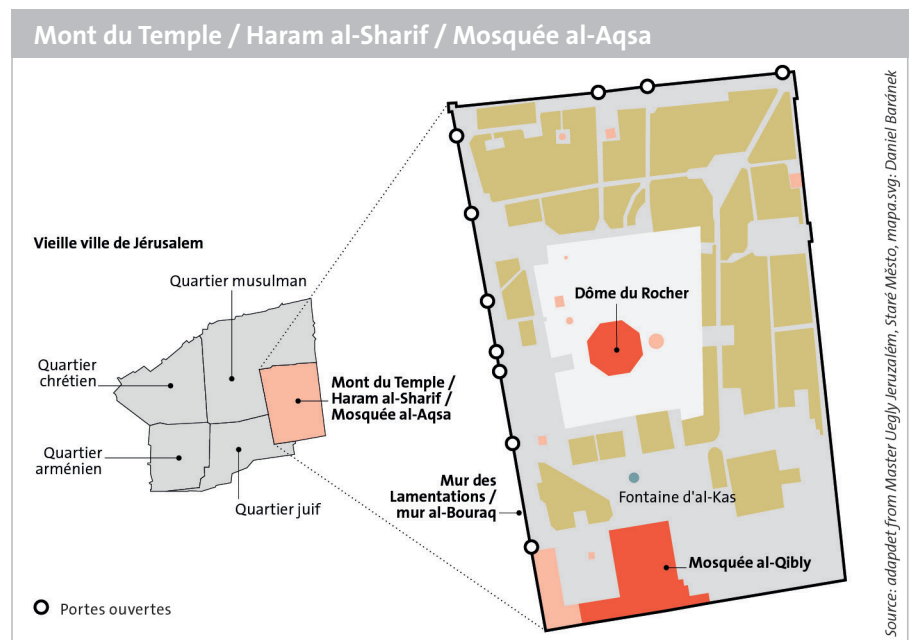 Mont du Temple / Haram al-Sharif / Mosquée al-Aqsa
Vieille ville de Jérusalem
Quartier musulman
Quartier
chrétien
Mont du Temple /
Haram al-Sharif /
Mosquée al-Aqsa
Quartier
arménien
Quartier juif
Dôme du Rocher
Mur des
Lamentations /
mur al-Bouraq
Fontaine d'al-Kas
Mosquée al-Qibly
Portes ouvertes
Source: adapdet from Master Uegly Jeruzalém, Staré Město, mapa.svg: Daniel Baránek